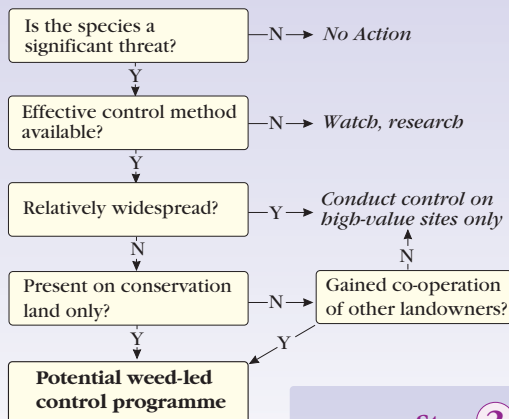 Is the species a
significant threat?
N
No Action
Y
Effective control method
available?
N
Watch, research
Y
Relatively widespread?
Y
Conduct control on
high-value sites only
N
N
Present on conservation
land only?
N
Gained co-operation
of other landowners?
Y
Y
Potential weed-led
control programme